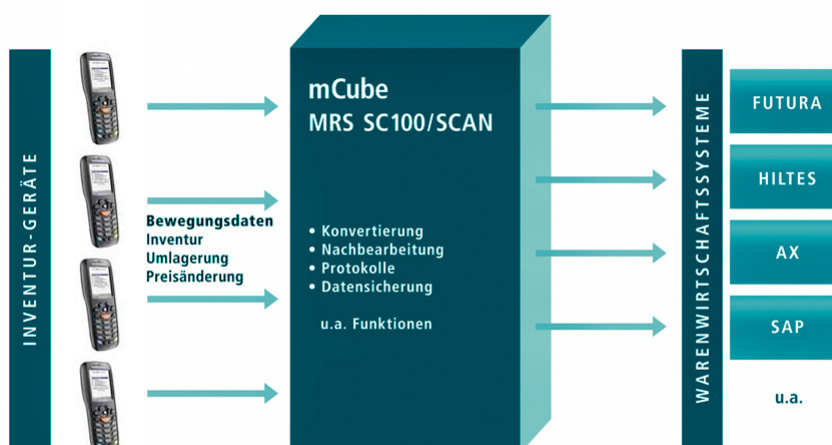 INVENTUR-GERÄTE
Bewegungsdaten
Inventur
Umlagerung
Preisänderung
mCube
MRS SC100/SCAN
• Konvertierung
• Nachbearbeitung
• Protokolle
• Datensicherung
u.a. Funktionen
WARENWIRTSCHAFTSSYSTEME
FUTURA
HILTES
AX
SAP
u.a.